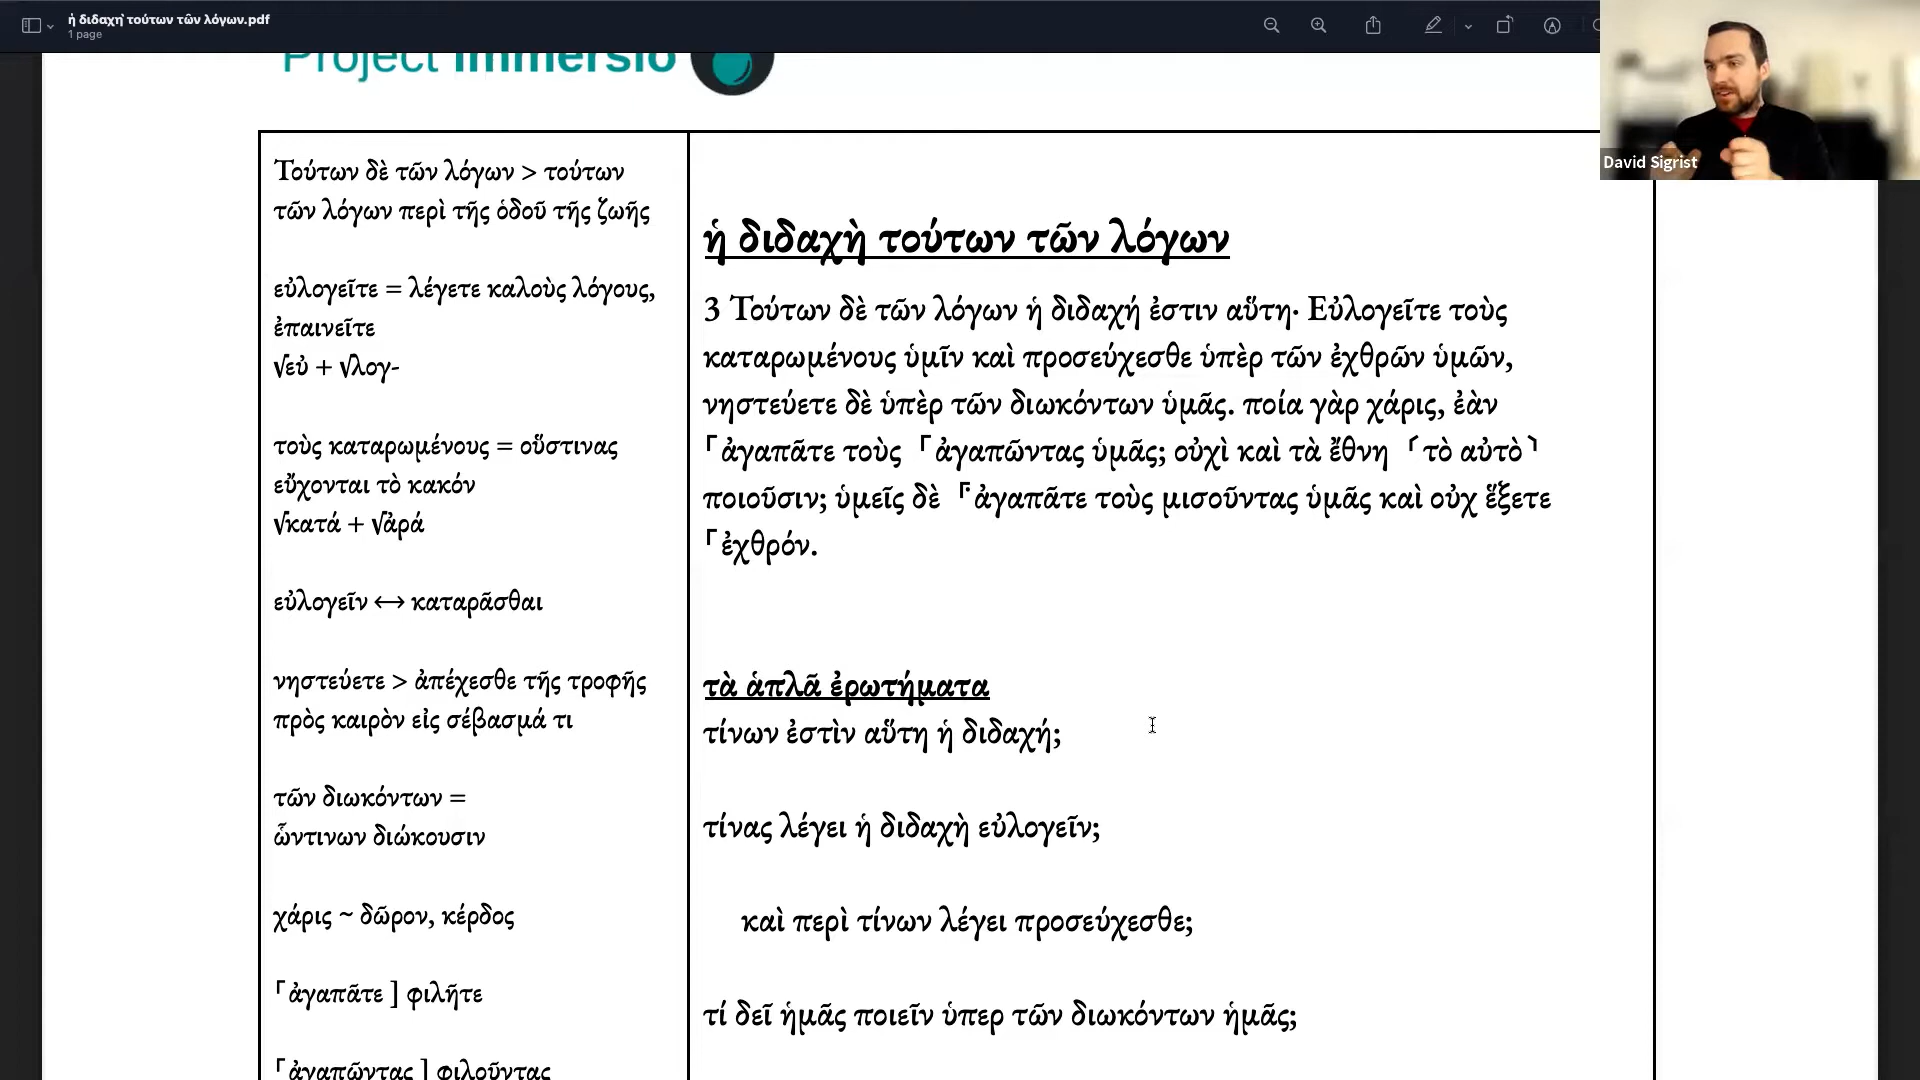 ἡ διδαχὴ τούτων τῶν λόγων.pdf
1 page
Project Immersio
David Sigrist
Τούτων δὲ τῶν λόγων > τούτων
τῶν λόγων περὶ τῆς ὁδοῦ τῆς ζωῆς
εὐλογεῖτε = λέγετε καλοὺς λόγους,
ἐπαινεῖτε
√εὐ + √λογ-
τοὺς καταρωμένους = οὕστινας
εὔχονται τὸ κακόν
√κατά + √ἀρά
εὐλογεῖν ↔ καταρᾶσθαι
νηστεύετε > ἀπέχεσθε τῆς τροφῆς
πρὸς καιρὸν εἰς σέβασμά τι
τῶν διωκόντων =
ὧντινων διώκουσιν
χάρις ~ δῶρον, κέρδος
⸀ἀγαπᾶτε ] φιλῆτε
⸀ἀγαπῶντας ] φιλοῦντας
ἡ διδαχὴ τούτων τῶν λόγων
3 Τούτων δὲ τῶν λόγων ἡ διδαχή ἐστιν αὕτη· Εὐλογεῖτε τοὺς
καταρωμένους ὑμῖν καὶ προσεύχεσθε ὑπὲρ τῶν ἐχθρῶν ὑμῶν,
νηστεύετε δὲ ὑπὲρ τῶν διωκόντων ὑμᾶς. ποία γὰρ χάρις, ἐὰν
⸀ἀγαπᾶτε τοὺς ⸀ἀγαπῶντας ὑμᾶς; οὐχὶ καὶ τὰ ἔθνη ⸂τὸ αὐτὸ⸃
ποιοῦσιν; ὑμεῖς δὲ ⸁ἀγαπᾶτε τοὺς μισοῦντας ὑμᾶς καὶ οὐχ ἕξετε
⸀ἐχθρόν.
τὰ ἁπλᾶ ἐρωτήματα
τίνων ἐστὶν αὕτη ἡ διδαχή;
τίνας λέγει ἡ διδαχὴ εὐλογεῖν;
καὶ περὶ τίνων λέγει προσεύχεσθε;
τί δεῖ ἡμᾶς ποιεῖν ὑπερ τῶν διωκόντων ἡμᾶς;